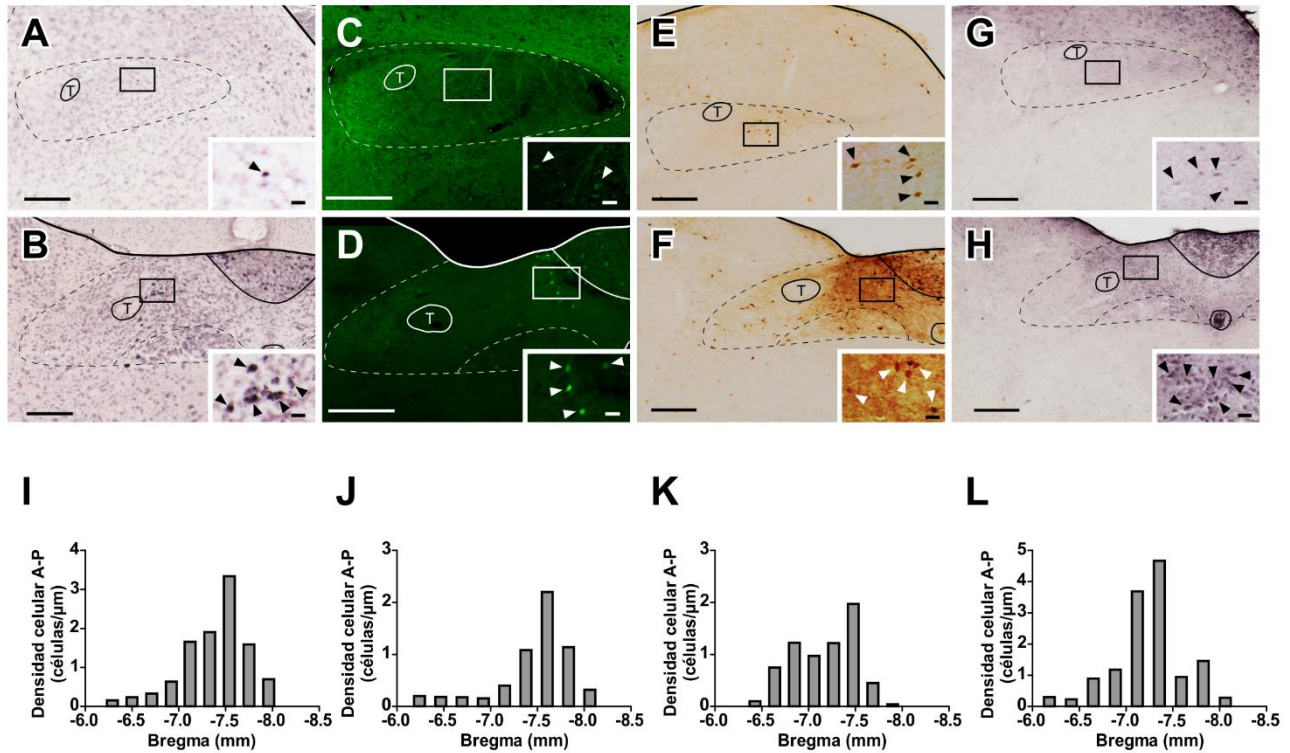 A
C
E
G
T
T
T
T
B
D
F
H
T
T
T
T
I
J
K
L
Densidad celular A-P
(células/µm)
4
3
2
1
0
-6.0
-6.5
-7.0
-7.5
-8.0
-8.5
Bregma (mm)
Densidad celular A-P
(células/µm)
3
2
1
0
-6.0
-6.5
-7.0
-7.5
-8.0
-8.5
Bregma (mm)
Densidad celular A-P
(células/µm)
3
2
1
0
-6.0
-6.5
-7.0
-7.5
-8.0
-8.5
Bregma (mm)
Densidad celular A-P
(células/µm)
5
4
3
2
1
0
-6.0
-6.5
-7.0
-7.5
-8.0
-8.5
Bregma (mm)